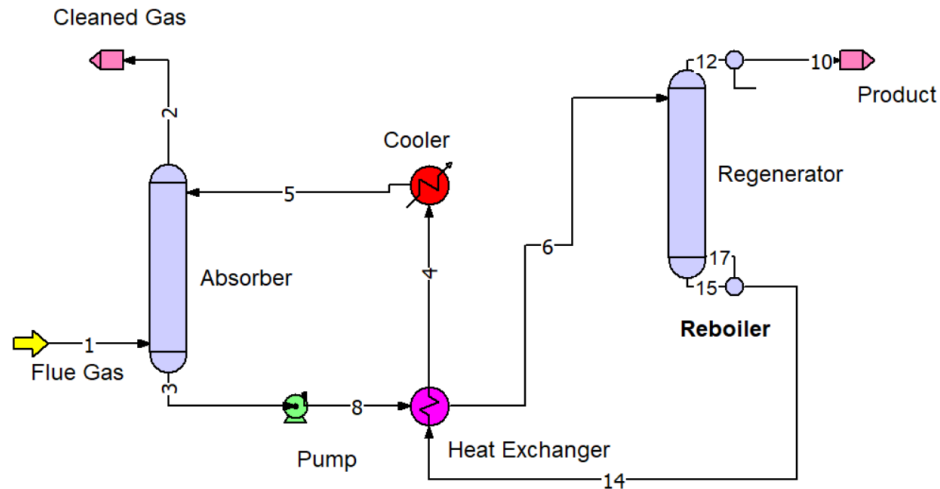 Cleaned Gas
12
10
Product
2
6
Cooler
Regenerator
5
Absorber
4
17
15
Reboiler
1
Flue Gas
3
8
Pump
Heat Exchanger
14